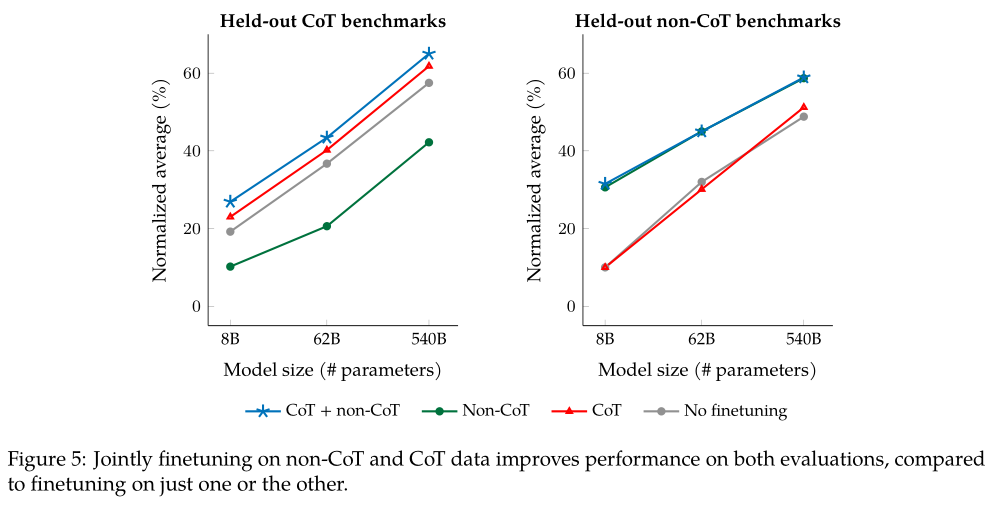 Held-out CoT benchmarks
Normalized average (%)
60
40
20
0
8B 62B 540B
Model size (# parameters)
Held-out non-CoT benchmarks
Normalized average (%)
60
40
20
0
8B 62B 540B
Model size (# parameters)
CoT + non-CoT Non-CoT CoT No finetuning
Figure 5: Jointly finetuning on non-CoT and CoT data improves performance on both evaluations, compared
to finetuning on just one or the other.